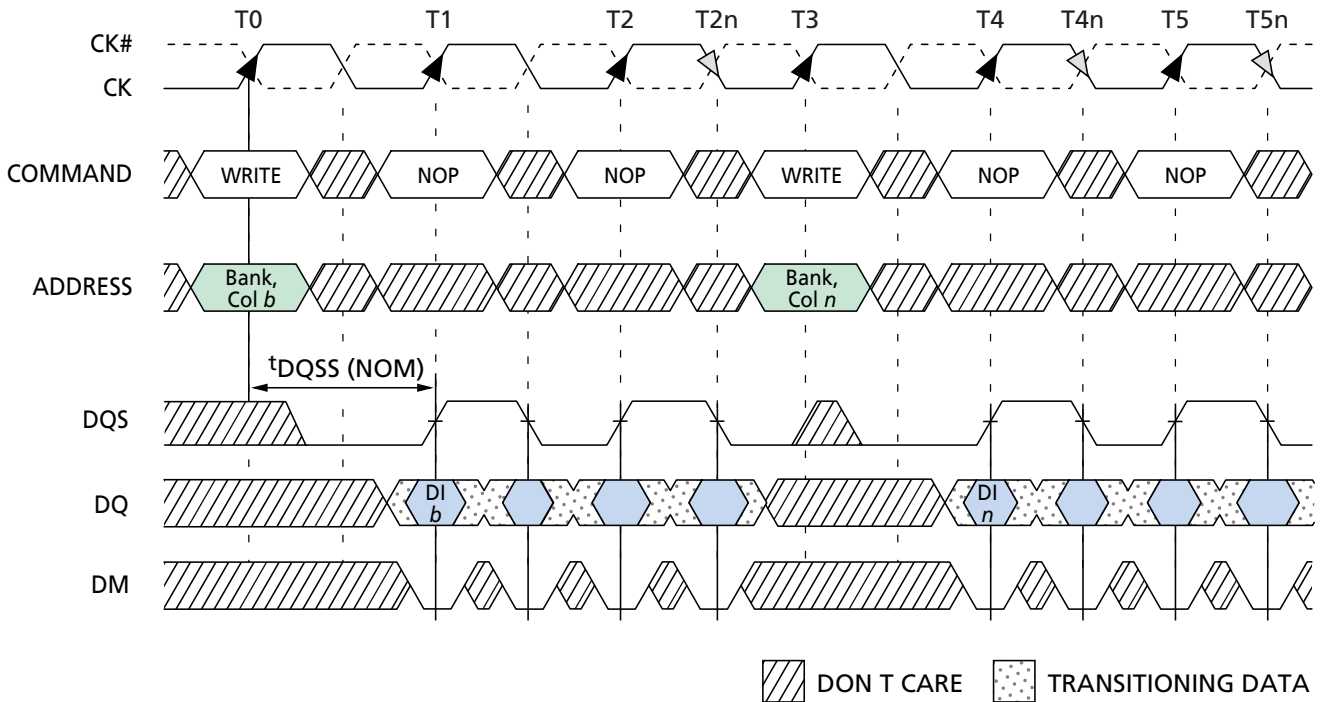 T0 T1 T2 T2n T3 T4 T4n T5 T5n
CK#
CK
COMMAND WRITE NOP NOP WRITE NOP NOP
ADDRESS Bank, Col b Bank, Col n
tDQSS (NOM)
DQS
DQ DI b DI n
DM
DON T CARE TRANSITIONING DATA